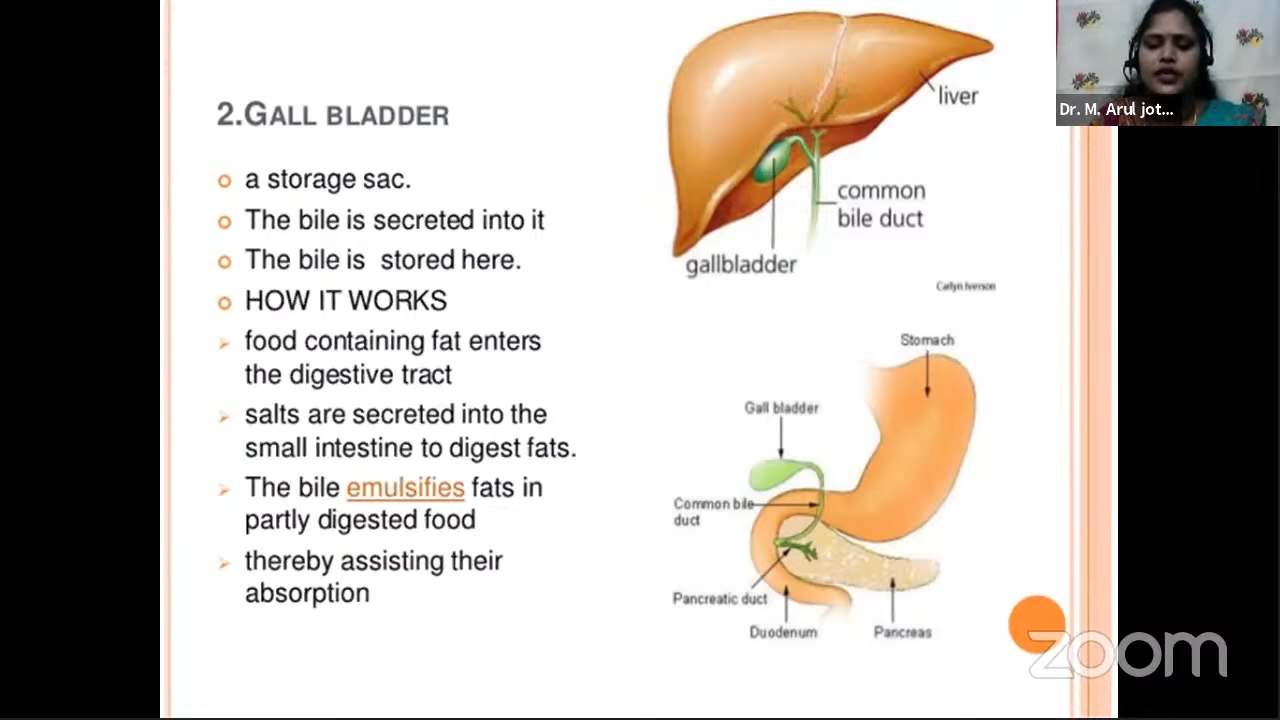 2.GALL BLADDER
a storage sac.
The bile is secreted into it
The bile is stored here.
HOW IT WORKS
food containing fat enters
the digestive tract
salts are secreted into the
small intestine to digest fats.
The bile emulsifies fats in
partly digested food
thereby assisting their
absorption
liver
common
bile duct
gallbladder
Carlyn Iverson
Stomach
Gall bladder
Common bile
duct
Pancreatic duct
Duodenum
Pancreas
Dr. M. Arul jot...
zoom